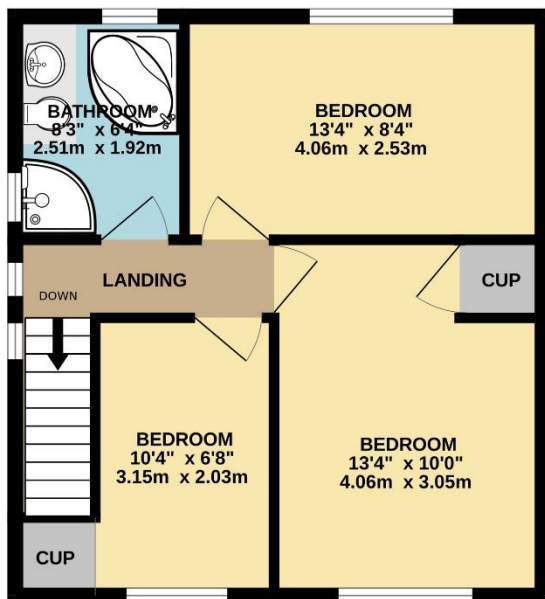 BATHROOM
8'3" x 6'4"
2.51m x 1.92m
BEDROOM
13'4" x 8'4"
4.06m x 2.53m
LANDING
DOWN
CUP
BEDROOM
10'4" x 6'8"
3.15m x 2.03m
BEDROOM
13'4" x 10'0"
4.06m x 3.05m
CUP